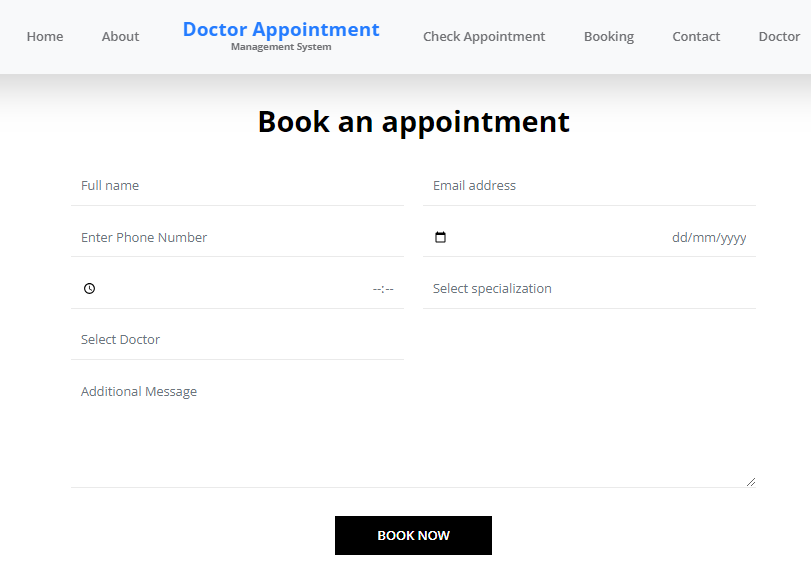 Home About Doctor Appointment Check Appointment Booking Contact Doctor
Management System
Book an appointment
Full name Email address
Enter Phone Number dd/mm/yyyy
--:-- Select specialization
Select Doctor
Additional Message
BOOK NOW